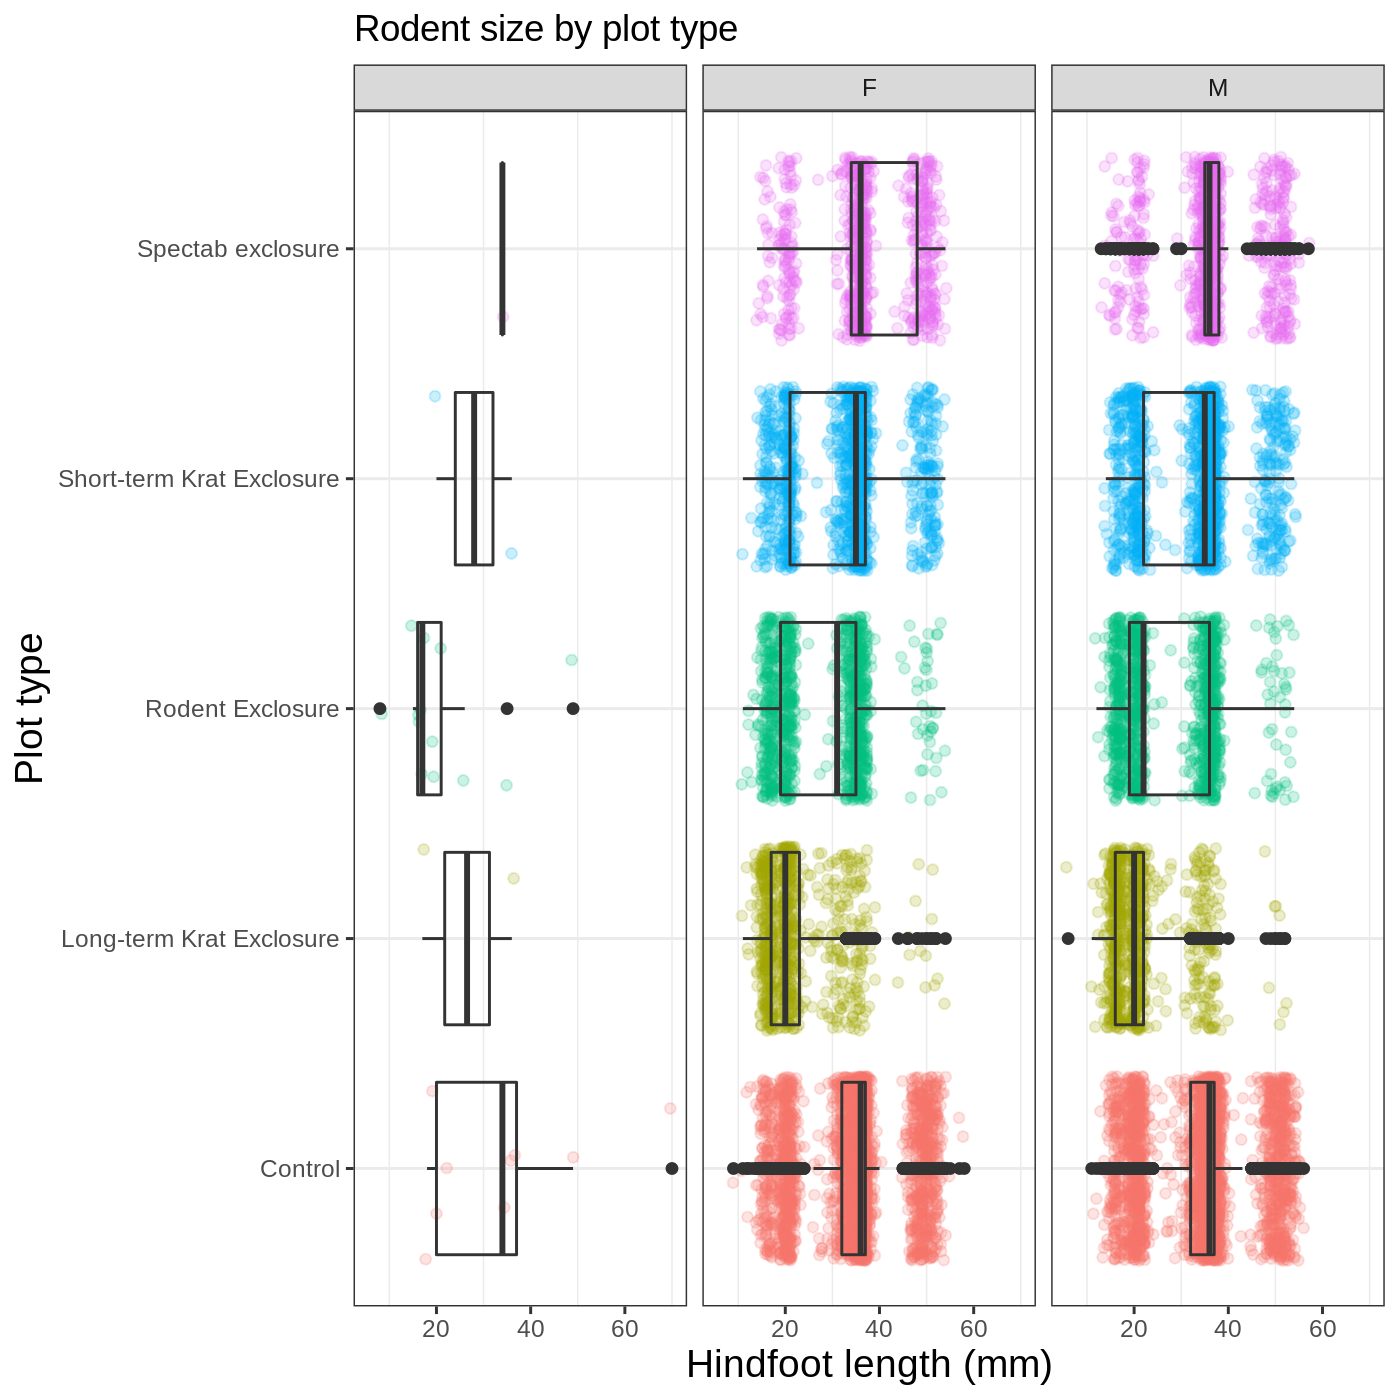 Rodent size by plot type
F
M
Spectab exclosure
Short-term Krat Exclosure
Rodent Exclosure
Long-term Krat Exclosure
Control
Plot type
20 40 60
20 40 60
20 40 60
Hindfoot length (mm)